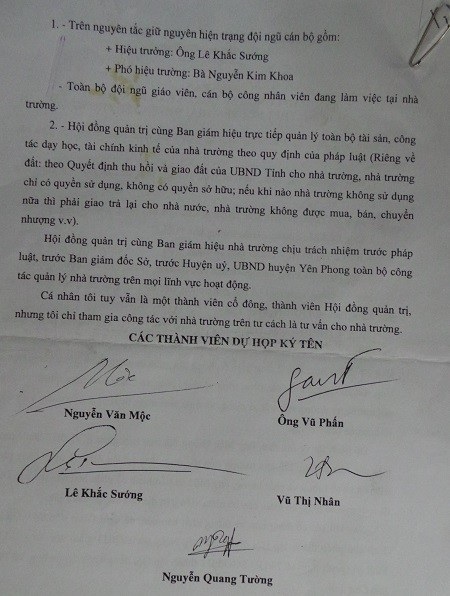 1. - Trên nguyên tắc giữ nguyên hiện trạng đội ngũ cán bộ gồm:
+ Hiệu trưởng: Ông Lê Khắc Sướng
+ Phó hiệu trưởng: Bà Nguyễn Kim Khoa
- Toàn bộ đội ngũ giáo viên, cán bộ công nhân viên đang làm việc tại nhà
trường.
2. - Hội đồng quản trị cùng Ban giám hiệu trực tiếp quản lý toàn bộ tài sản, công
tác dạy học, tài chính kinh tế của nhà trường theo quy định của pháp luật (Riêng về
đất: theo Quyết định thu hồi và giao đất của UBND Tỉnh cho nhà trường, nhà trường
chỉ có quyền sử dụng, không có quyền sở hữu; nếu khi nào nhà trường không sử dụng
nữa thì phải giao trả lại cho nhà nước, nhà trường không được mua, bán, chuyển
nhượng v.v).
Hội đồng quản trị cùng Ban giám hiệu nhà trường chịu trách nhiệm trước pháp
luật, trước Ban giám đốc Sở, trước Huyện uỷ, UBND huyện Yên Phong toàn bộ công
tác quản lý nhà trường trên mọi lĩnh vực hoạt động.
Cá nhân tôi tuy vẫn là một thành viên cổ đông, thành viên Hội đồng quản trị,
nhưng tôi chỉ tham gia công tác với nhà trường trên tư cách là tư vấn cho nhà trường.
CÁC THÀNH VIÊN DỰ HỌP KÝ TÊN
Mộc
Nguyễn Văn Mộc
Ông Vũ Phấn
Lê Khắc Sướng
Vũ Thị Nhân
Nguyễn Quang Tường